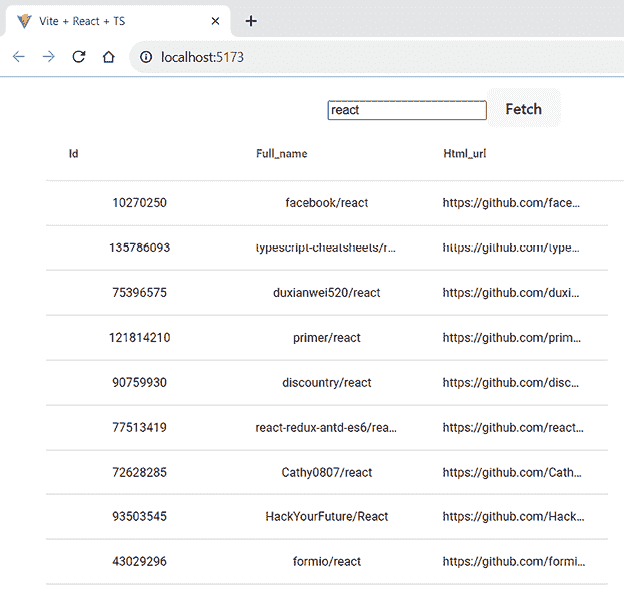 Vite + React + TS
localhost:5173
react Fetch
Id Full_name Html_url
10270250 facebook/react https://github.com/face...
135786093 typescript-cheatsheets/r... https://github.com/type...
75396575 duxianwei520/react https://github.com/duxi...
121814210 primer/react https://github.com/prim...
90759930 discountry/react https://github.com/disc...
77513419 react-redux-antd-es6/rea... https://github.com/react...
72628285 Cathy0807/react https://github.com/Cath...
93503545 HackYourFuture/React https://github.com/Hack...
43029296 formio/react https://github.com/formi...